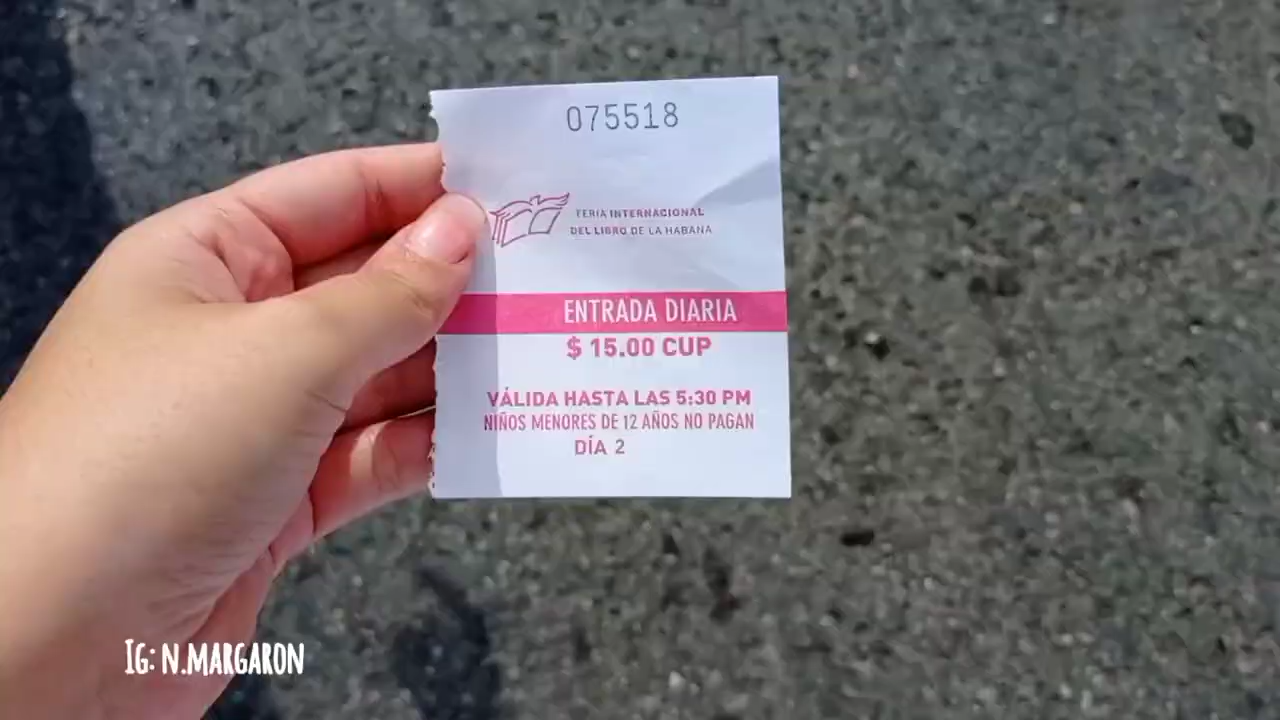 075518
FERIA INTERNACIONAL
DEL LIBRO DE LA HABANA
ENTRADA DIARIA
$ 15.00 CUP
VÁLIDA HASTA LAS 5:30 PM
NIÑOS MENORES DE 12 AÑOS NO PAGAN
DÍA 2
IG: N.MARGARON